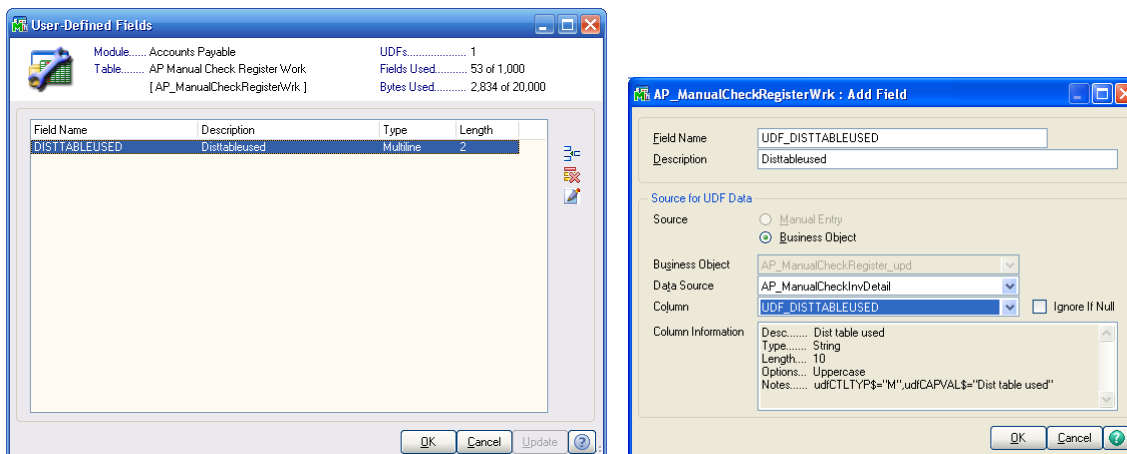 User-Defined Fields
Module...... Accounts Payable
UDFs.................. 1
Table........ AP Manual Check Register Work
Fields Used.......... 53 of 1,000
[ AP_ManualCheckRegisterWrk ]
Bytes Used.......... 2,834 of 20,000
Field Name Description Type Length
DISTTABLEUSED Disttableused Multiline 2
OK Cancel Update ?
AP_ManualCheckRegisterWrk : Add Field
Field Name UDF_DISTTABLEUSED
Description Disttableused
Source for UDF Data
Source Manual Entry
Business Object
Business Object AP_ManualCheckRegister_upd
Data Source AP_ManualCheckInvDetail
Column UDF_DISTTABLEUSED Ignore If Null
Column Information
Desc....... Dist table used
Type....... String
Length.... 10
Options... Uppercase
Notes...... udfCTLTYP$="M",udfCAPVAL$="Dist table used"
OK Cancel ?